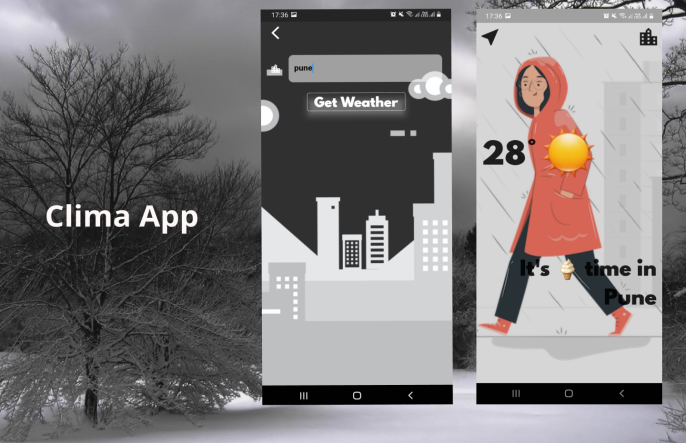 Clima App
17:36
pune
Get Weather
17:36
28°
It's 🍦 time in
Pune